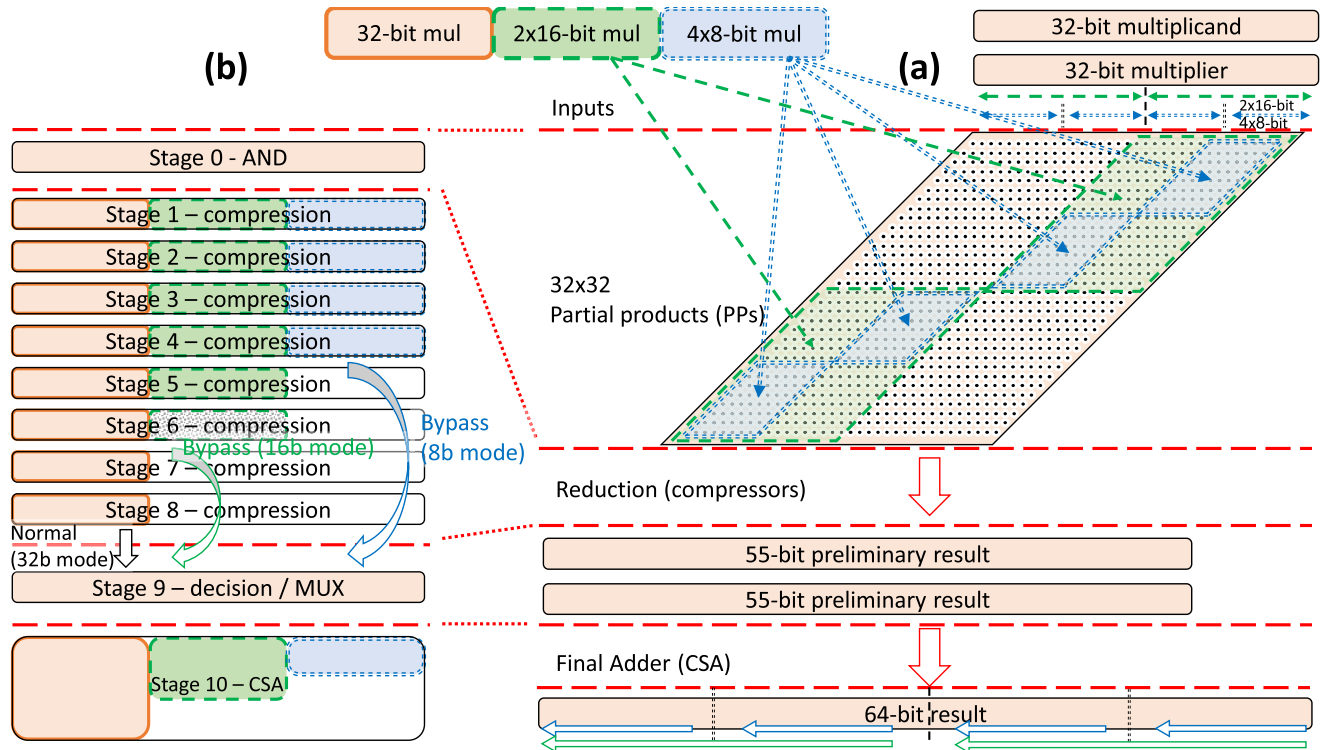 32-bit mul
2x16-bit mul
4x8-bit mul
(b)
Stage 0 - AND
Stage 1 – compression
Stage 2 – compression
Stage 3 – compression
Stage 4 – compression
Stage 5 – compression
Stage 6 – compression
Bypass (16b mode)
Stage 7 – compression
Stage 8 – compression
Bypass
(8b mode)
Normal
(32b mode)
Stage 9 – decision / MUX
Stage 10 – CSA
(a)
32-bit multiplicand
32-bit multiplier
2x16-bit
4x8-bit
Inputs
32x32
Partial products (PPs)
Reduction (compressors)
55-bit preliminary result
55-bit preliminary result
Final Adder (CSA)
64-bit result